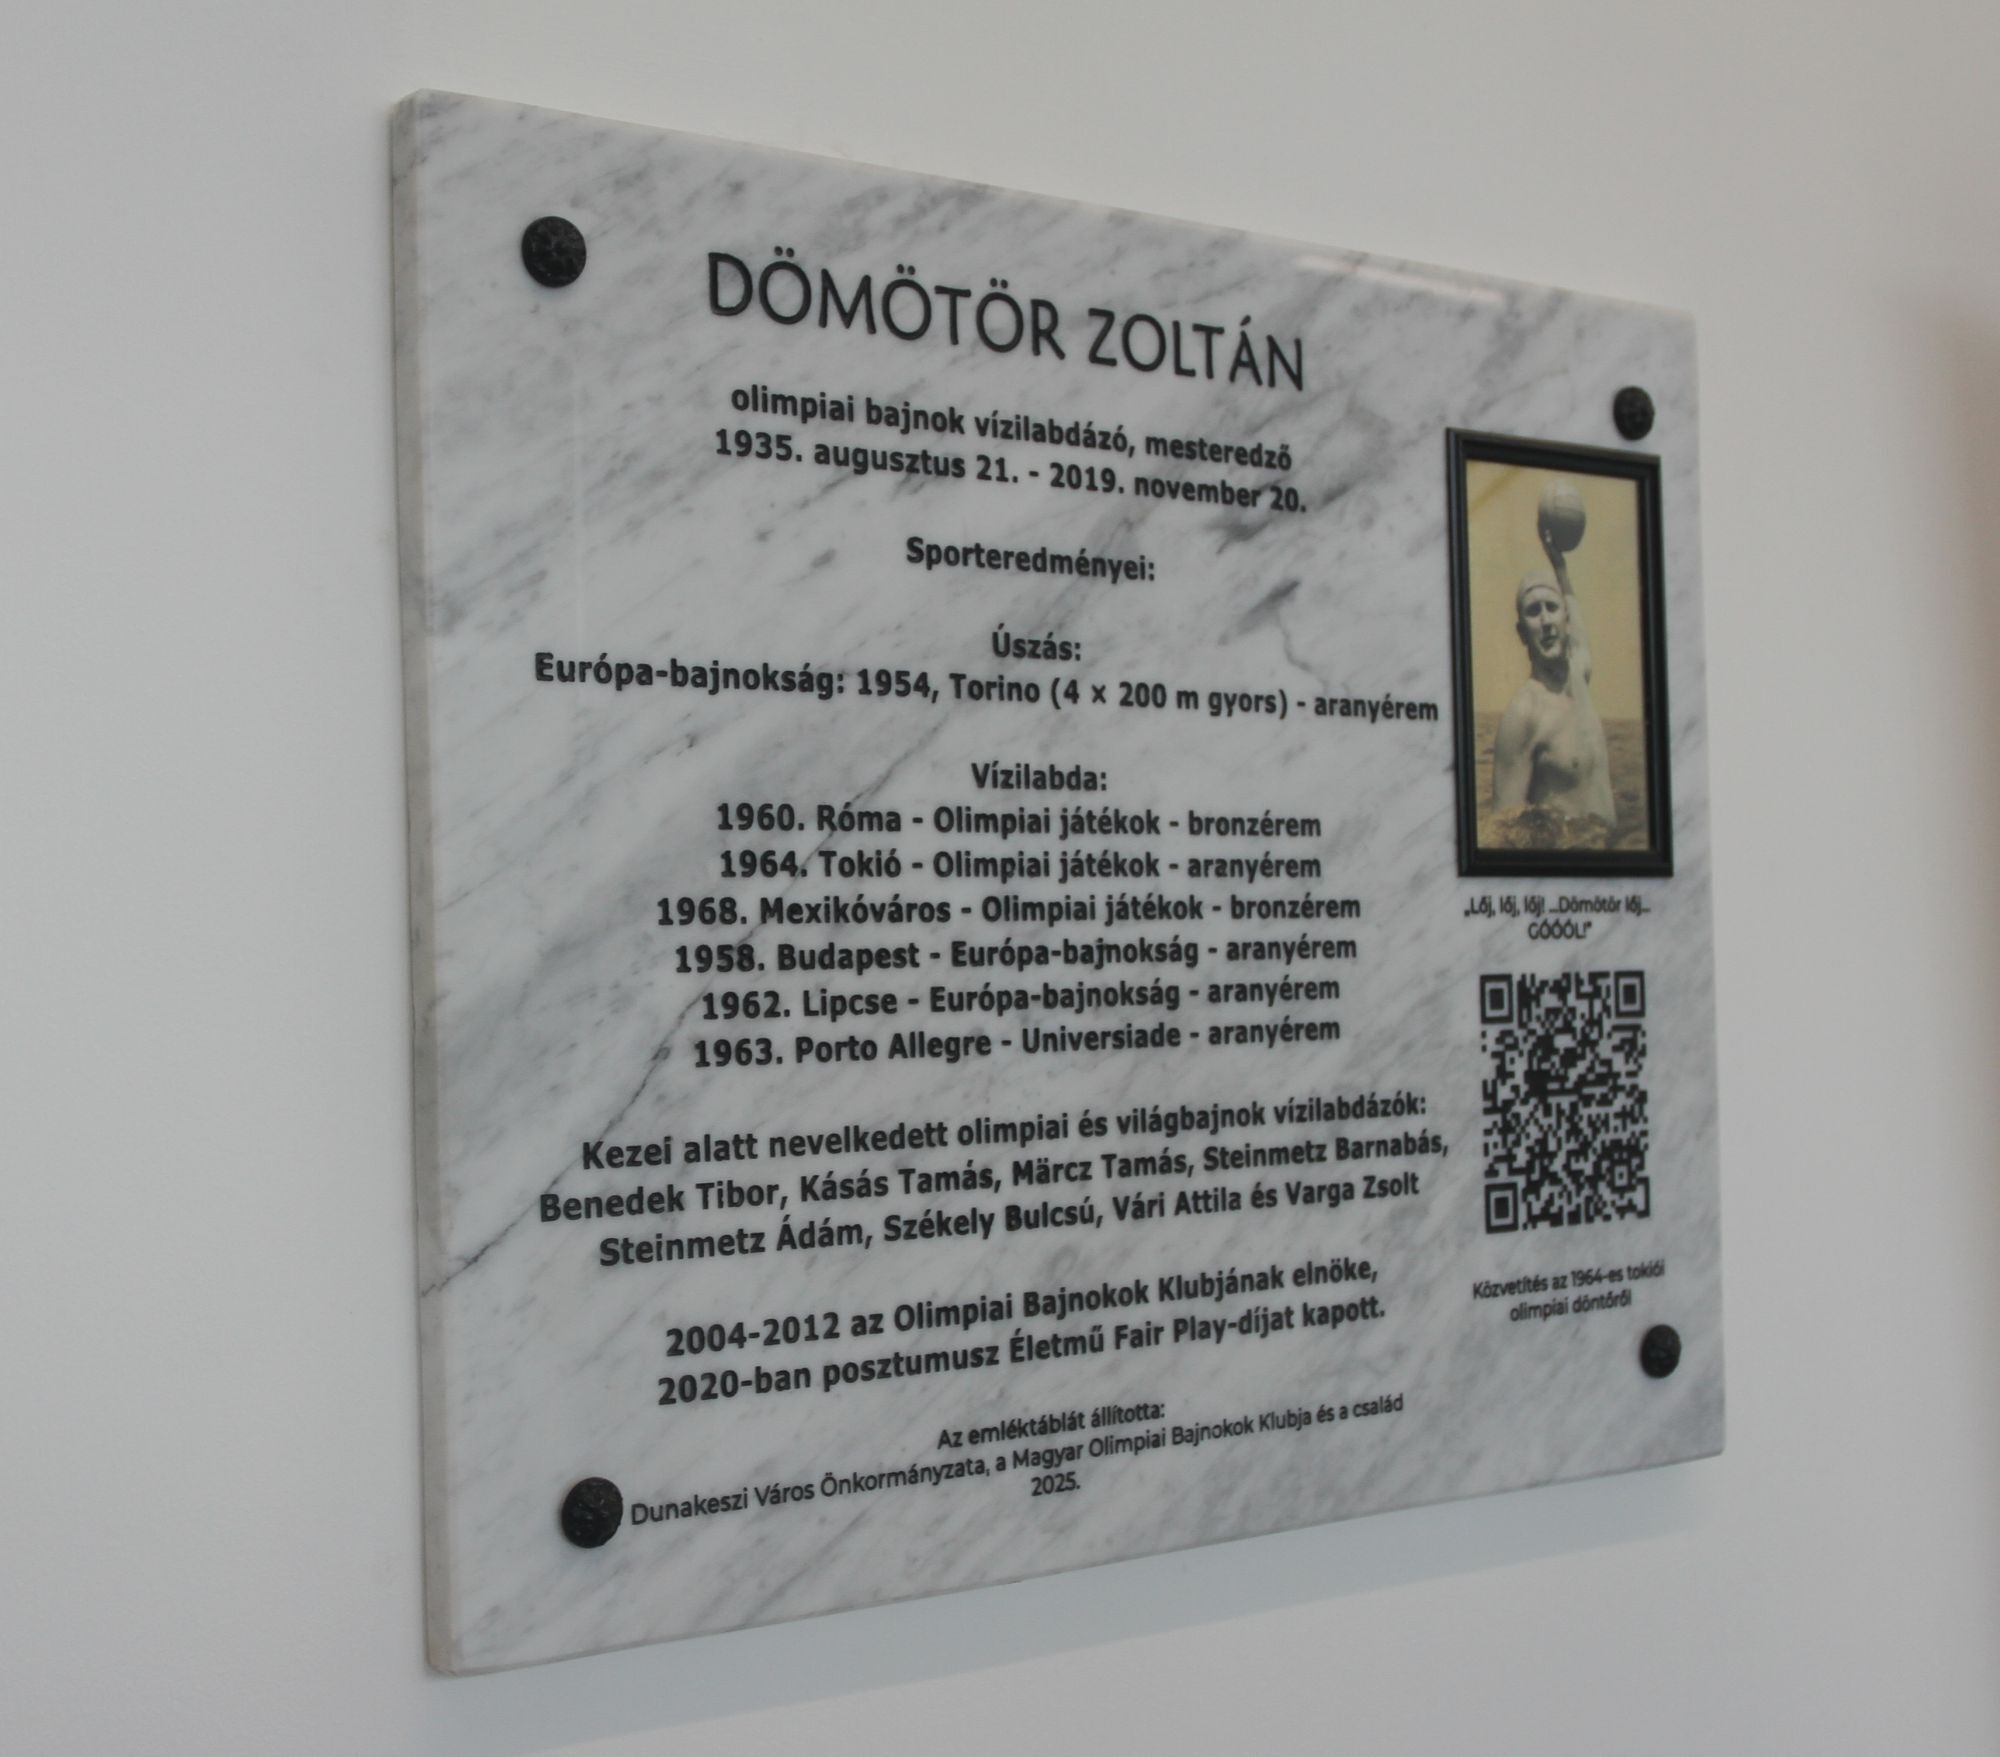 DÖMÖTÖR ZOLTÁN
olimpiai bajnok vízilabdázó, mesteredző
1935. augusztus 21. - 2019. november 20.
Sporteredményei:
Úszás:
Európa-bajnokság: 1954, Torino (4 × 200 m gyors) - aranyérem
Vízilabda:
1960. Róma - Olimpiai játékok - bronzérem
1964. Tokió - Olimpiai játékok - aranyérem
1968. Mexikóváros - Olimpiai játékok - bronzérem
1958. Budapest - Európa-bajnokság - aranyérem
1962. Lipcse - Európa-bajnokság - aranyérem
1963. Porto Allegre - Universiade - aranyérem
Kezei alatt nevelkedett olimpiai és világbajnok vízilabdázók:
Benedek Tibor, Kásás Tamás, Märcz Tamás, Steinmetz Barnabás,
Steinmetz Ádám, Székely Bulcsú, Vári Attila és Varga Zsolt
2004-2012 az Olimpiai Bajnokok Klubjának elnöke,
2020-ban posztumusz Életmű Fair Play-díjat kapott.
Az emléktáblát állította:
Dunakeszi Város Önkormányzata, a Magyar Olimpiai Bajnokok Klubja és a család
2025.
„Lőj, lőj, lőj! ...Dömötör lőj...
GÓÓÓL!"
Közvetítés az 1964-es tokiói
olimpiai döntőről